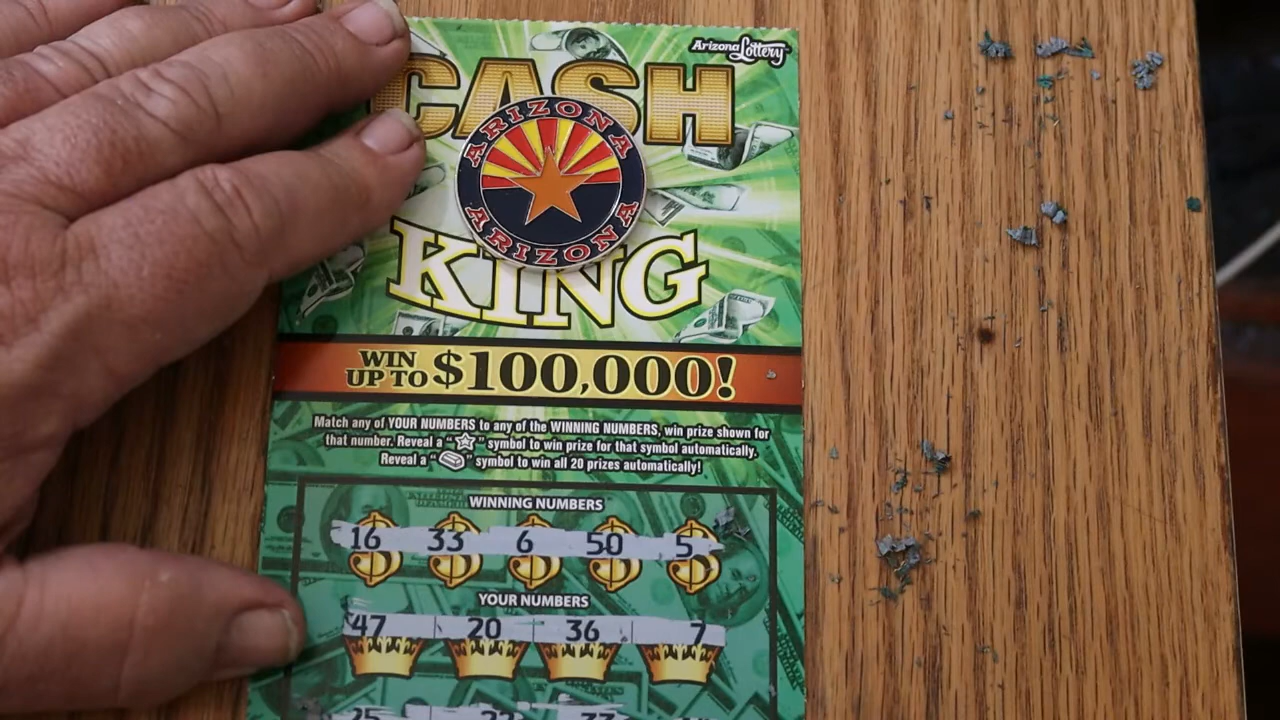 Arizona Lottery
CASH
ARIZONA
ARIZONA
KING
WIN
UP TO $100,000!
Match any of YOUR NUMBERS to any of the WINNING NUMBERS, win prize shown for
that number. Reveal a " " symbol to win prize for that symbol automatically.
Reveal a " " symbol to win all 20 prizes automatically!
WINNING NUMBERS
16 33 6 50 5
YOUR NUMBERS
47 20 36 7